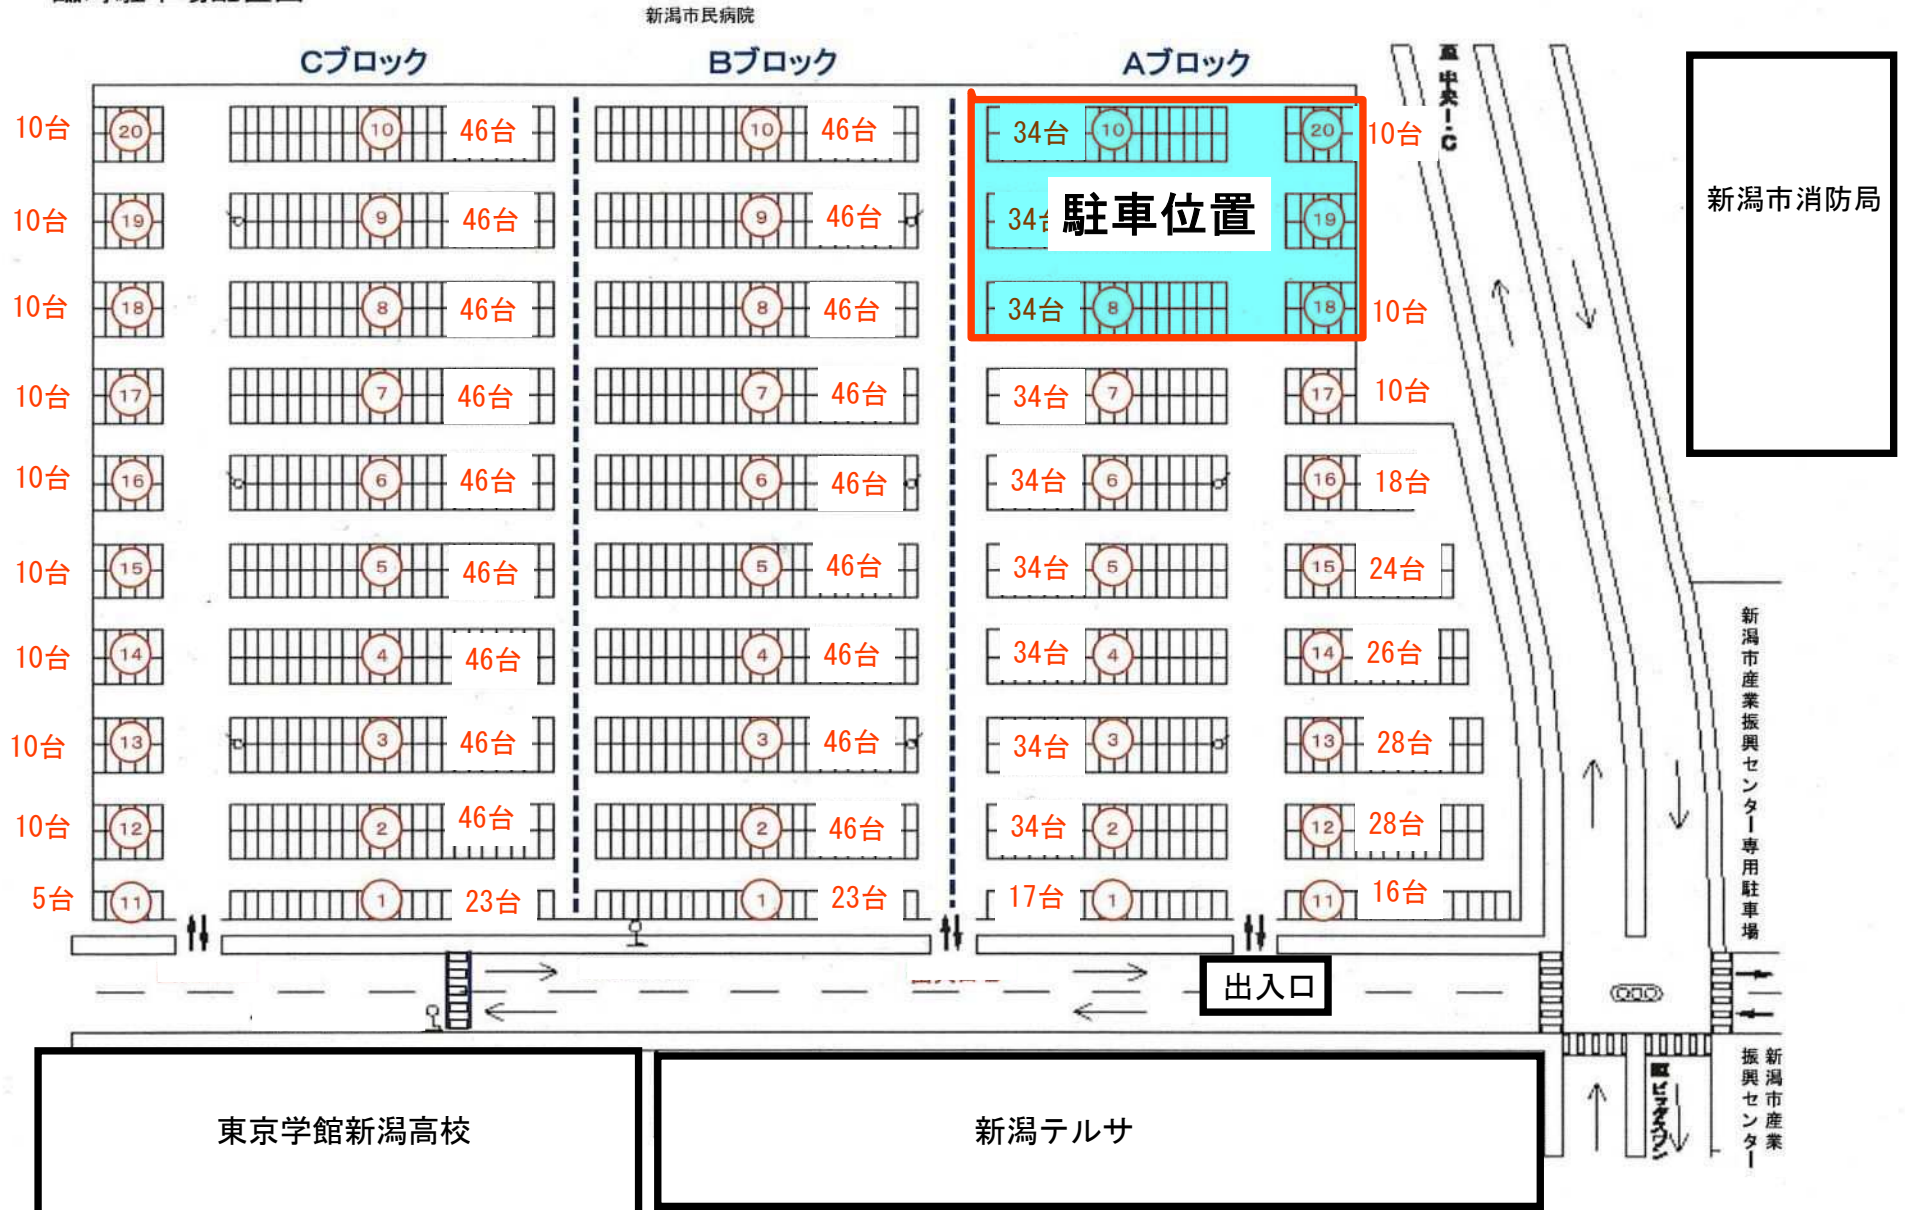 新潟市民病院
Cブロック
Bブロック
Aブロック
至 中央I・C
10台 20 10 46台 10 46台 34台 10 20 10台
10台 19 9 46台 9 46台 34台 駐車位置 19
新潟市消防局
10台 18 8 46台 8 46台 34台 8 18 10台
10台 17 7 46台 7 46台 34台 7 17 10台
10台 16 6 46台 6 46台 34台 6 16 18台
10台 15 5 46台 5 46台 34台 5 15 24台
10台 14 4 46台 4 46台 34台 4 14 26台
10台 13 3 46台 3 46台 34台 3 13 28台
10台 12 2 46台 2 46台 34台 2 12 28台
5台 11 1 23台 1 23台 17台 1 11 16台
新潟市産業振興センター専用駐車場
出入口
東京学館新潟高校
新潟テルサ
新潟市産業
振興センター